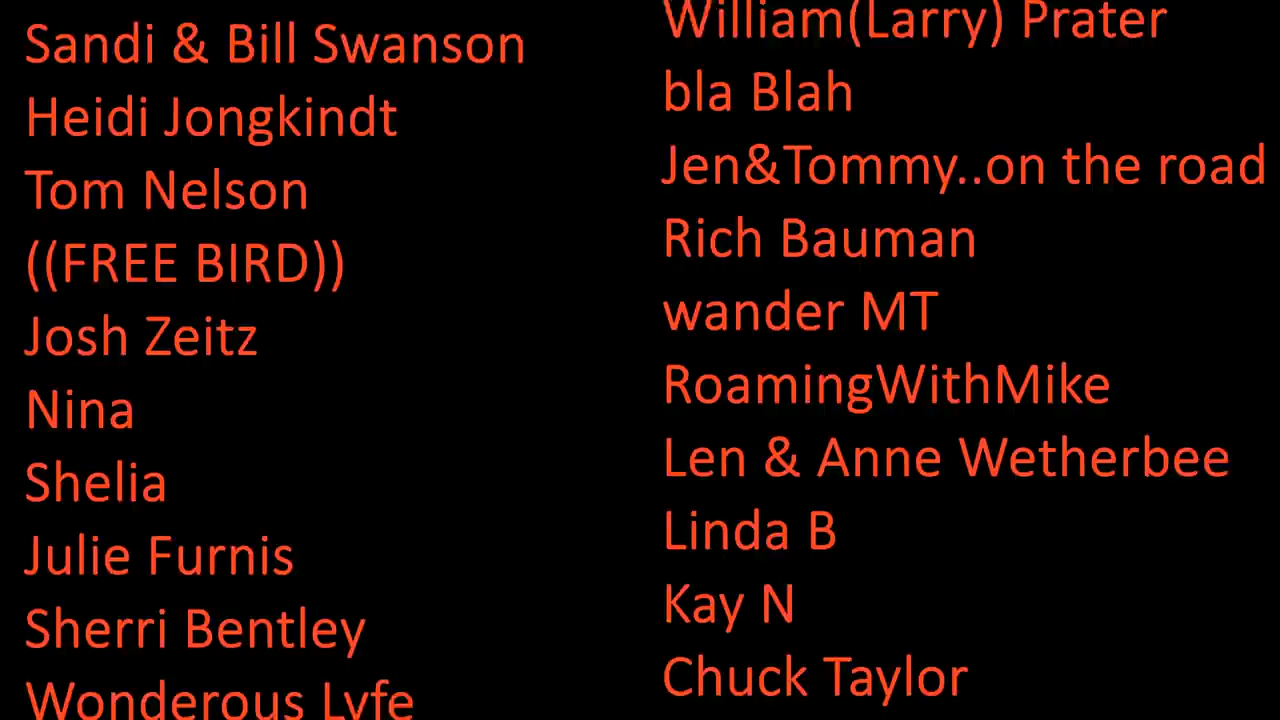 Sandi & Bill Swanson
Heidi Jongkindt
Tom Nelson
((FREE BIRD))
Josh Zeitz
Nina
Shelia
Julie Furnis
Sherri Bentley
Wonderous Lyfe
William(Larry) Prater
bla Blah
Jen&Tommy..on the road
Rich Bauman
wander MT
RoamingWithMike
Len & Anne Wetherbee
Linda B
Kay N
Chuck Taylor